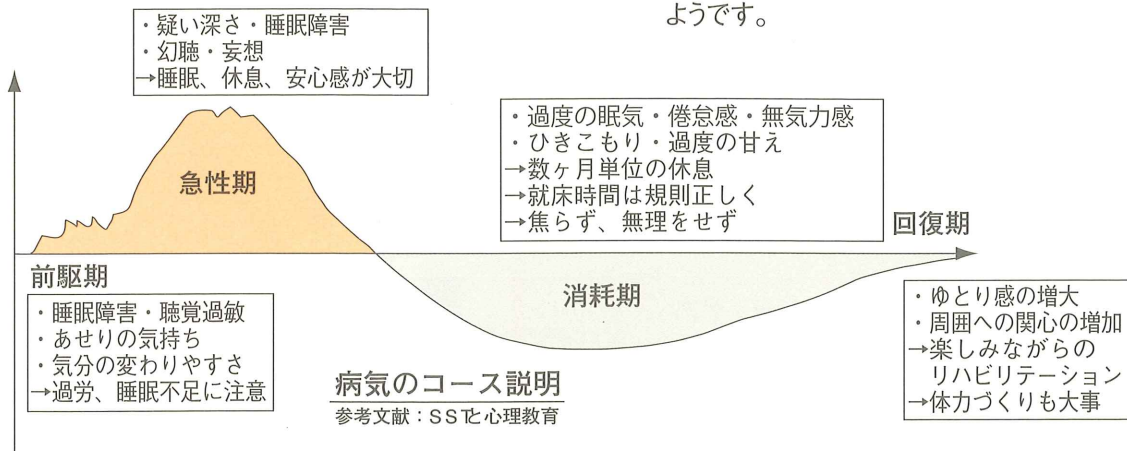 ようです。
・疑い深さ・睡眠障害
・幻聴・妄想
→睡眠、休息、安心感が大切
急性期
・過度の眠気・倦怠感・無気力感
・ひきこもり・過度の甘え
→数ヶ月単位の休息
→就床時間は規則正しく
→焦らず、無理をせず
回復期
前駆期
・睡眠障害・聴覚過敏
・あせりの気持ち
・気分の変わりやすさ
→過労、睡眠不足に注意
消耗期
・ゆとり感の増大
・周囲への関心の増加
→楽しみながらの
リハビリテーション
→体力づくりも大事
病気のコース説明
参考文献：SSTと心理教育